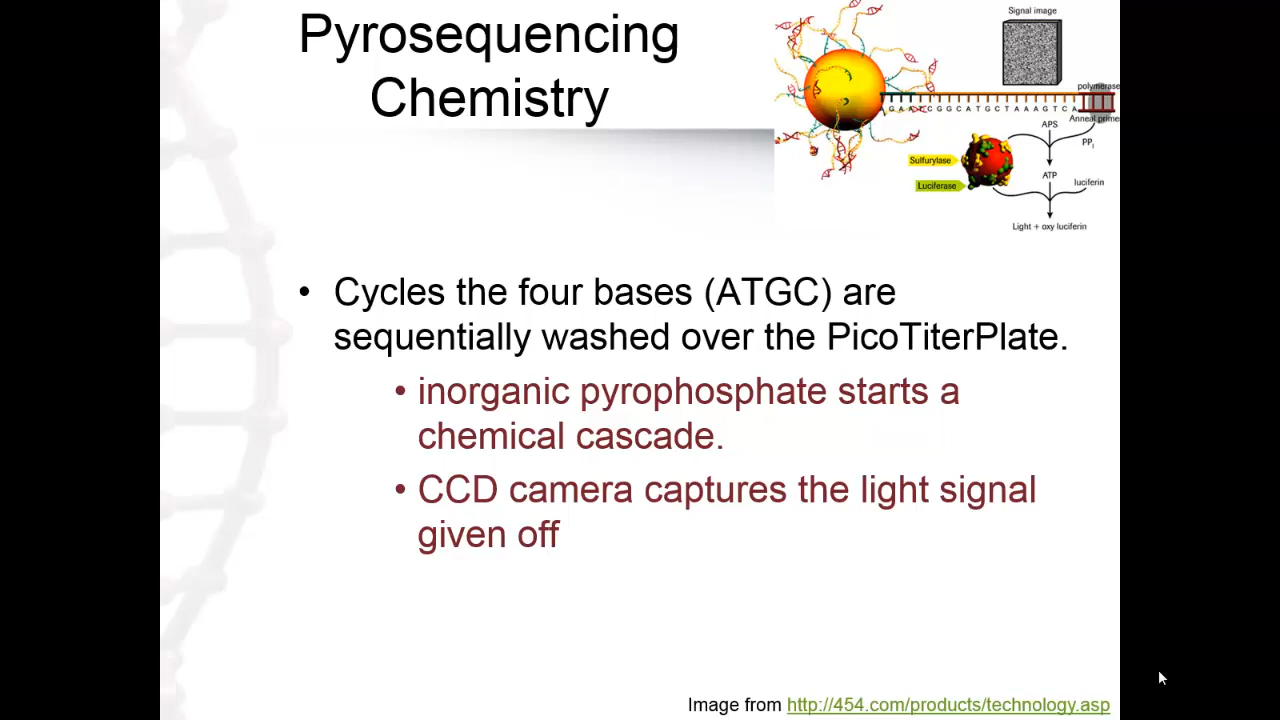 Pyrosequencing
Chemistry
Signal image
polymerase
G A A T C G G C A T G C T A A A G T C A
Anneal prime
APS
PPi
Sulfurylase
Luciferase
ATP
luciferin
Light + oxy luciferin
• Cycles the four bases (ATGC) are
sequentially washed over the PicoTiterPlate.
• inorganic pyrophosphate starts a
chemical cascade.
• CCD camera captures the light signal
given off
Image from http://454.com/products/technology.asp